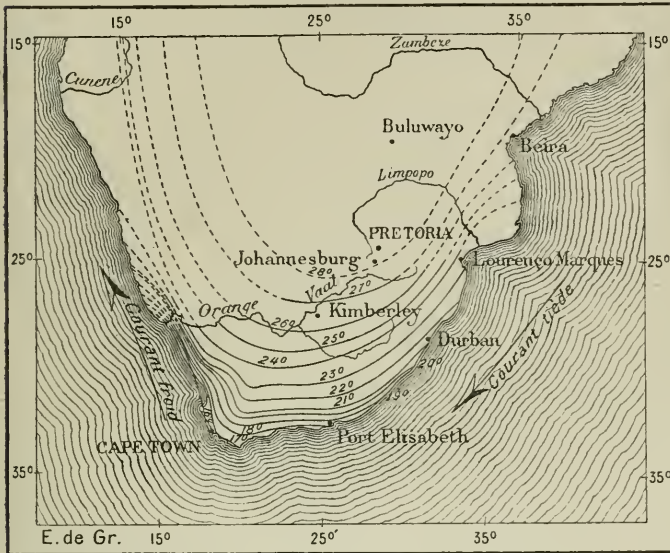 15° 25° 35°
15° 15°
Zambèze
Cunene
Buluwayo
Beira
Limpopo
PRETORIA
Johannesburg
25° 25°
28°
Lourenço Marques
Vaal 27°
Orange
26° Kimberley
25°
24°
Durban
Courant froid
Courant tiède
23°
20°
22°
19°
21°
18°
17°
CAPE TOWN
Port Elisabeth
35° 35°
E. de Gr. 15° 25° 35°